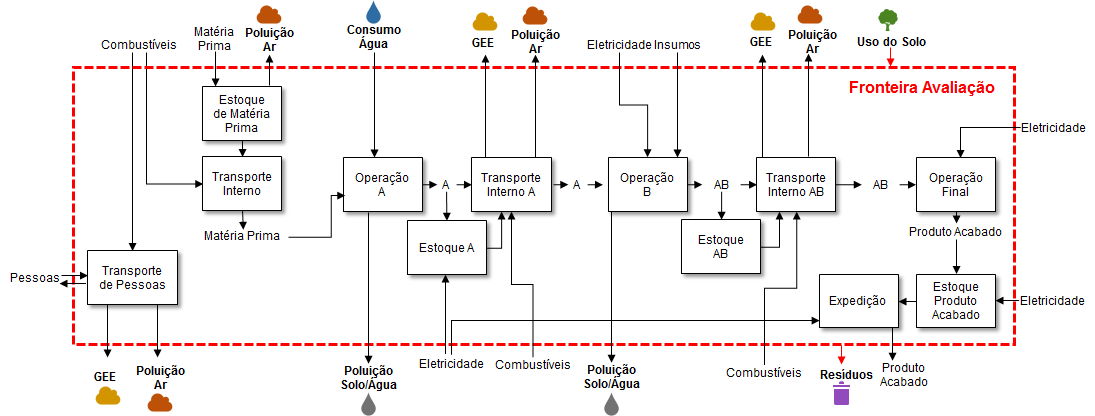 Combustíveis
Matéria
Prima
Poluição
Ar
Consumo
Água
GEE
Poluição
Ar
Eletricidade
Insumos
GEE
Poluição
Ar
Uso do Solo
Fronteira Avaliação
Estoque
de Matéria
Prima
Transporte
Interno
Matéria Prima
Operação
A
A
Transporte
Interno A
A
Operação
B
AB
Transporte
Interno AB
AB
Operação
Final
Eletricidade
Estoque A
Estoque
AB
Produto Acabado
Pessoas
Transporte
de Pessoas
Expedição
Estoque
Produto
Acabado
Eletricidade
GEE
Poluição
Ar
Poluição
Solo/Água
Eletricidade
Combustíveis
Poluição
Solo/Água
Combustíveis
Resíduos
Produto
Acabado